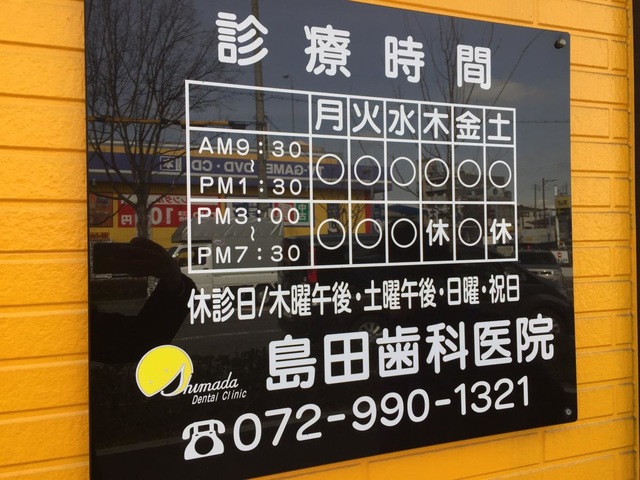 診療時間
月 火 水 木 金 土
AM9:30
PM1:30 ○ ○ ○ ○ ○ ○
PM3:00
~
PM7:30 ○ ○ ○ 休 ○ 休
休診日/木曜午後・土曜午後・日曜・祝日
島田歯科医院
Shimada
Dental Clinic
☎072-990-1321